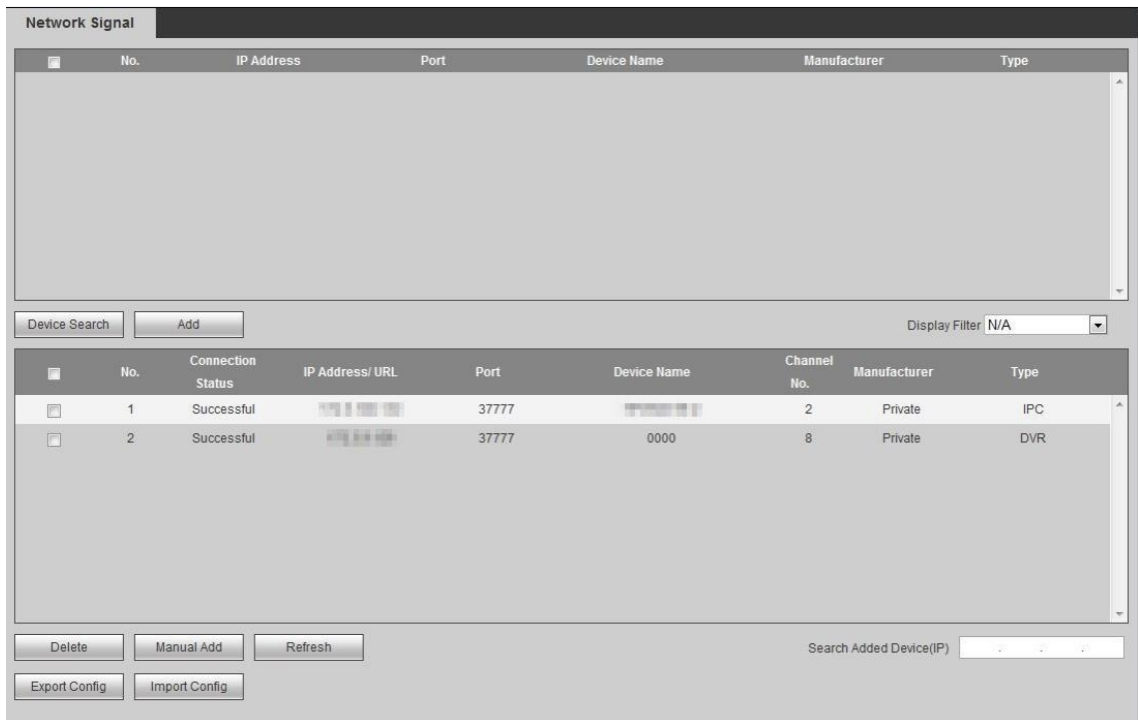 Network Signal
No. IP Address Port Device Name Manufacturer Type
Device Search Add Display Filter N/A
No. Connection Status IP Address/ URL Port Device Name Channel No. Manufacturer Type
1 Successful 37777 2 Private IPC
2 Successful 37777 0000 8 Private DVR
Delete Manual Add Refresh Search Added Device(IP) . . .
Export Config Import Config